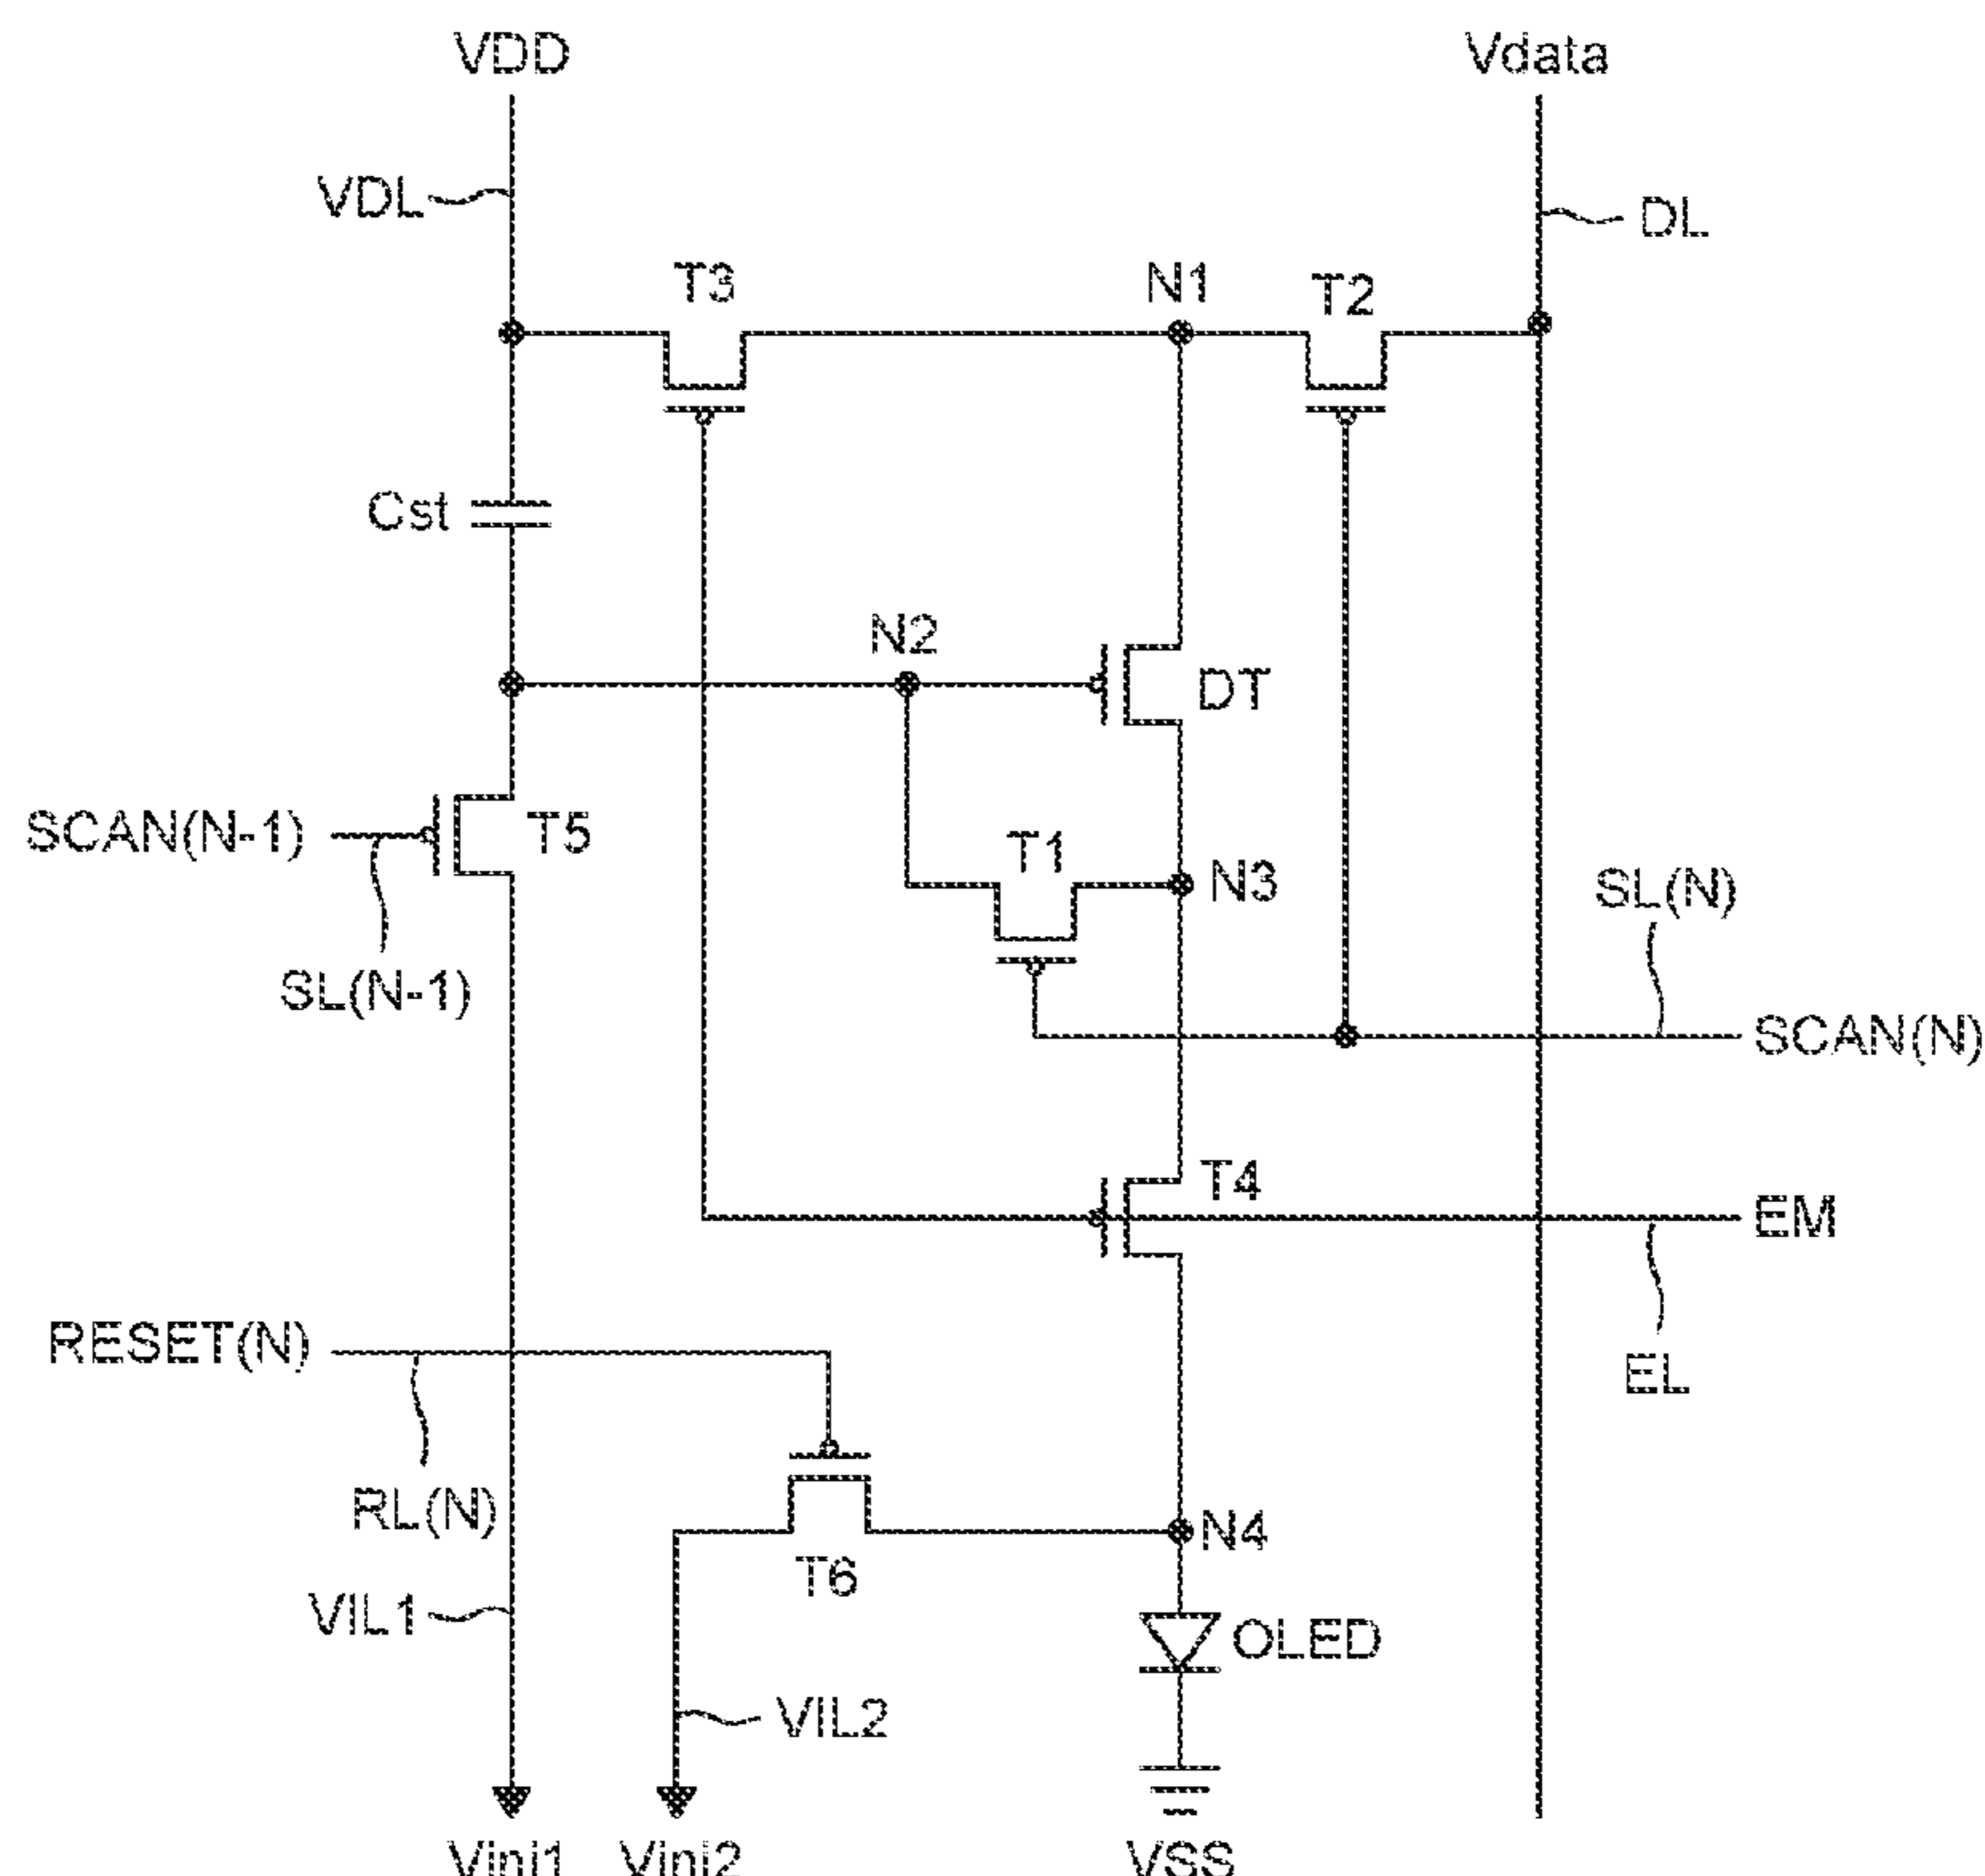 VDD
Vdata
VDL
DL
T3
N1
T2
Cst
N2
DT
SCAN(N-1)
T5
T1
N3
SL(N)
SL(N-1)
SCAN(N)
T4
EM
RESET(N)
EL
RL(N)
N4
T6
VIL1
OLED
VIL2
Vini1
Vini2
VSS